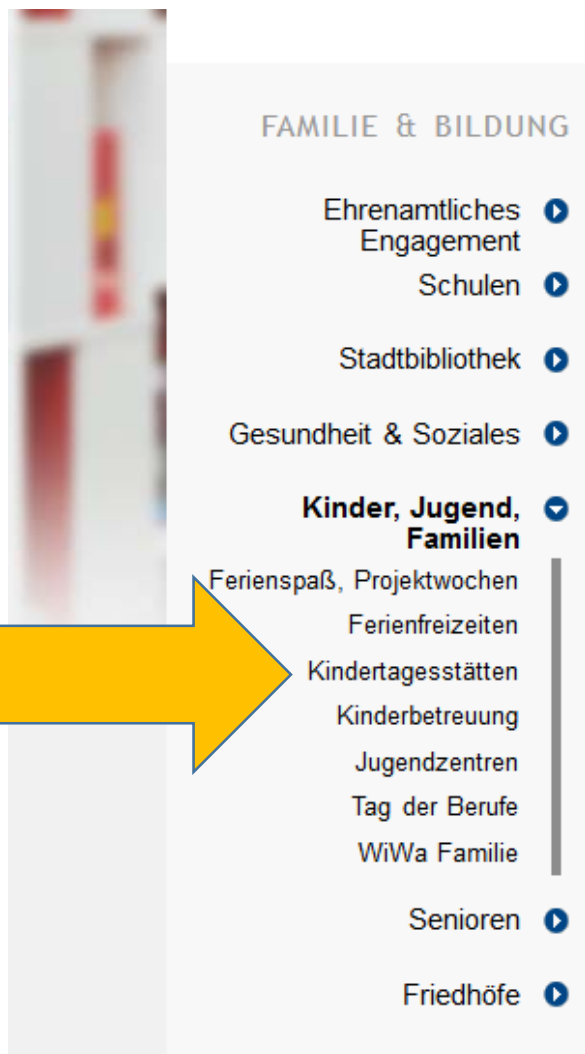 FAMILIE & BILDUNG
Ehrenamtliches
Engagement
Schulen
Stadtbibliothek
Gesundheit & Soziales
Kinder, Jugend,
Familien
Ferienspaß, Projektwochen
Ferienfreizeiten
Kindertagesstätten
Kinderbetreuung
Jugendzentren
Tag der Berufe
WiWa Familie
Senioren
Friedhöfe